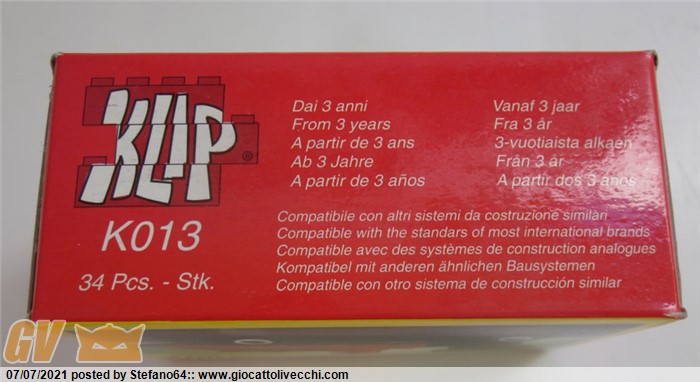 KLIP®
K013
34 Pcs. - Stk.
Dai 3 anni
From 3 years
A partir de 3 ans
Ab 3 Jahre
A partir de 3 años
Vanaf 3 jaar
Fra 3 år
3-vuotiaista alkaen
Från 3 år
A partir dos 3 anos
Compatibile con altri sistemi da costruzione similari
Compatible with the standars of most international brands
Compatible avec des systèmes de construction analogues
Kompatibel mit anderen ähnlichen Bausystemen
Compatible con otro sistema de construcción similar
GV
07/07/2021 posted by Stefano64:: www.giocattolivecchi.com